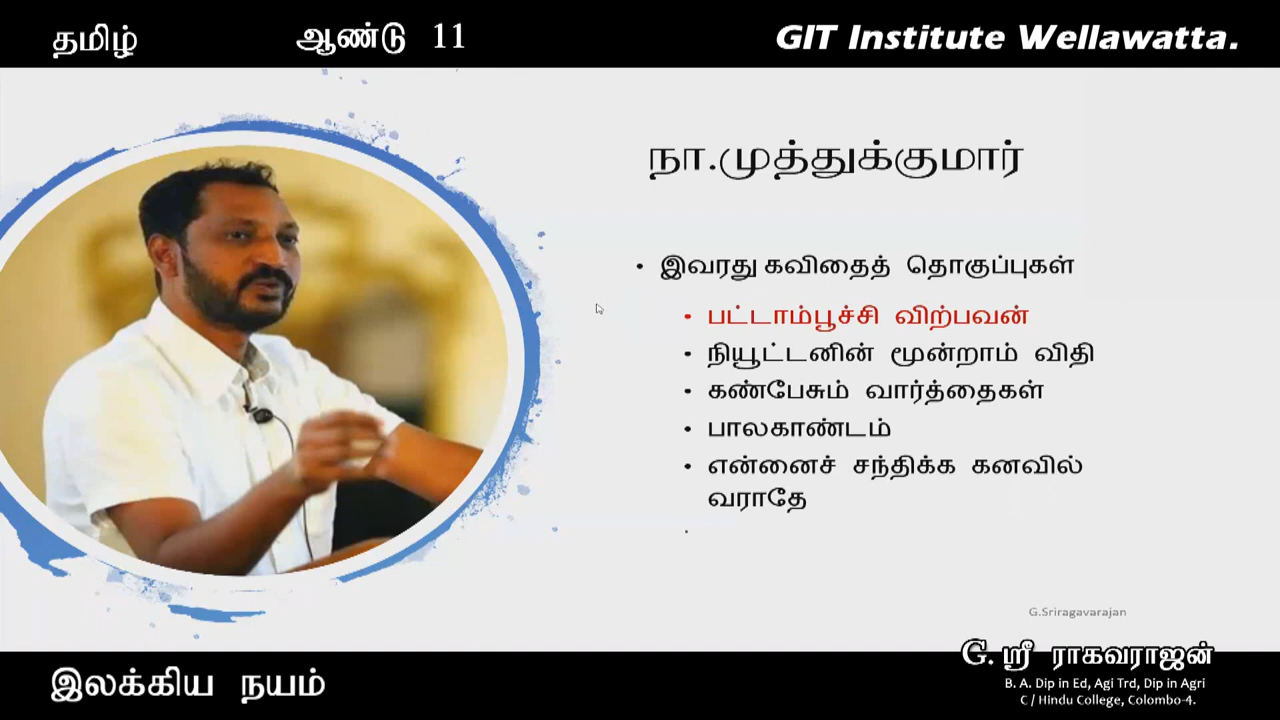 தமிழ் ஆண்டு 11 GIT Institute Wellawatta.
நா.முத்துக்குமார்
• இவரது கவிதைத் தொகுப்புகள்
• பட்டாம்பூச்சி விற்பவன்
• நியூட்டனின் மூன்றாம் விதி
• கண்பேசும் வார்த்தைகள்
• பாலகாண்டம்
• என்னைச் சந்திக்க கனவில்
வராதே
G.Sriragavarajan
இலக்கிய நயம்
G. ஸ்ரீ ராகவராஜன்
B. A. Dip in Ed, Agi Trd, Dip in Agri
C / Hindu College, Colombo-4.